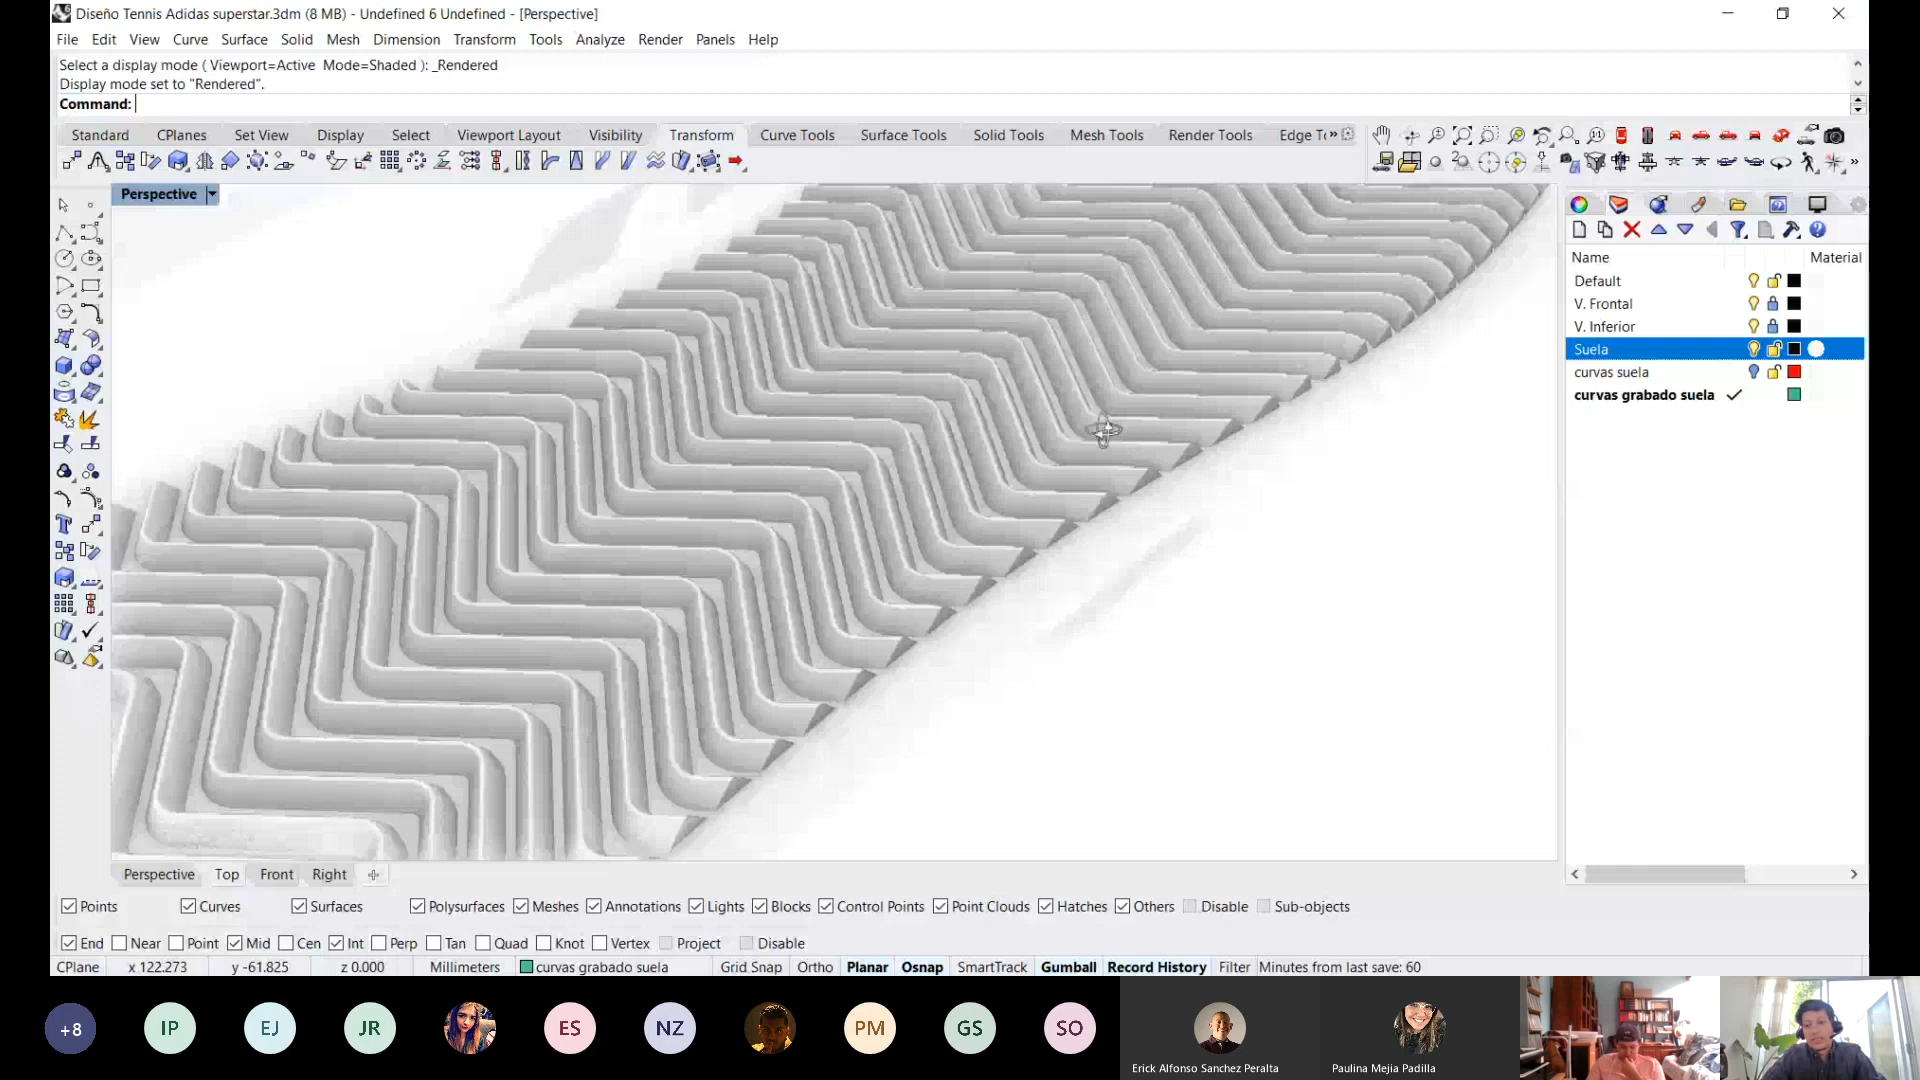 Diseño Tennis Adidas superstar.3dm (8 MB) - Undefined 6 Undefined - [Perspective]
File Edit View Curve Surface Solid Mesh Dimension Transform Tools Analyze Render Panels Help
Select a display mode ( Viewport=Active Mode=Shaded ): _Rendered
Display mode set to "Rendered".
Command:
Standard CPlanes Set View Display Select Viewport Layout Visibility Transform Curve Tools Surface Tools Solid Tools Mesh Tools Render Tools Edge To
Perspective
Name Material
Default
V. Frontal
V. Inferior
Suela
curvas suela
curvas grabado suela
Perspective Top Front Right
Points Curves Surfaces Polysurfaces Meshes Annotations Lights Blocks Control Points Point Clouds Hatches Others Disable Sub-objects
End Near Point Mid Cen Int Perp Tan Quad Knot Vertex Project Disable
CPlane x 122.273 y -61.825 z 0.000 Millimeters curvas grabado suela Grid Snap Ortho Planar Osnap SmartTrack Gumball Record History Filter Minutes from last save: 60
+8 IP EJ JR ES NZ PM GS SO
Erick Alfonso Sanchez Peralta Paulina Mejia Padilla